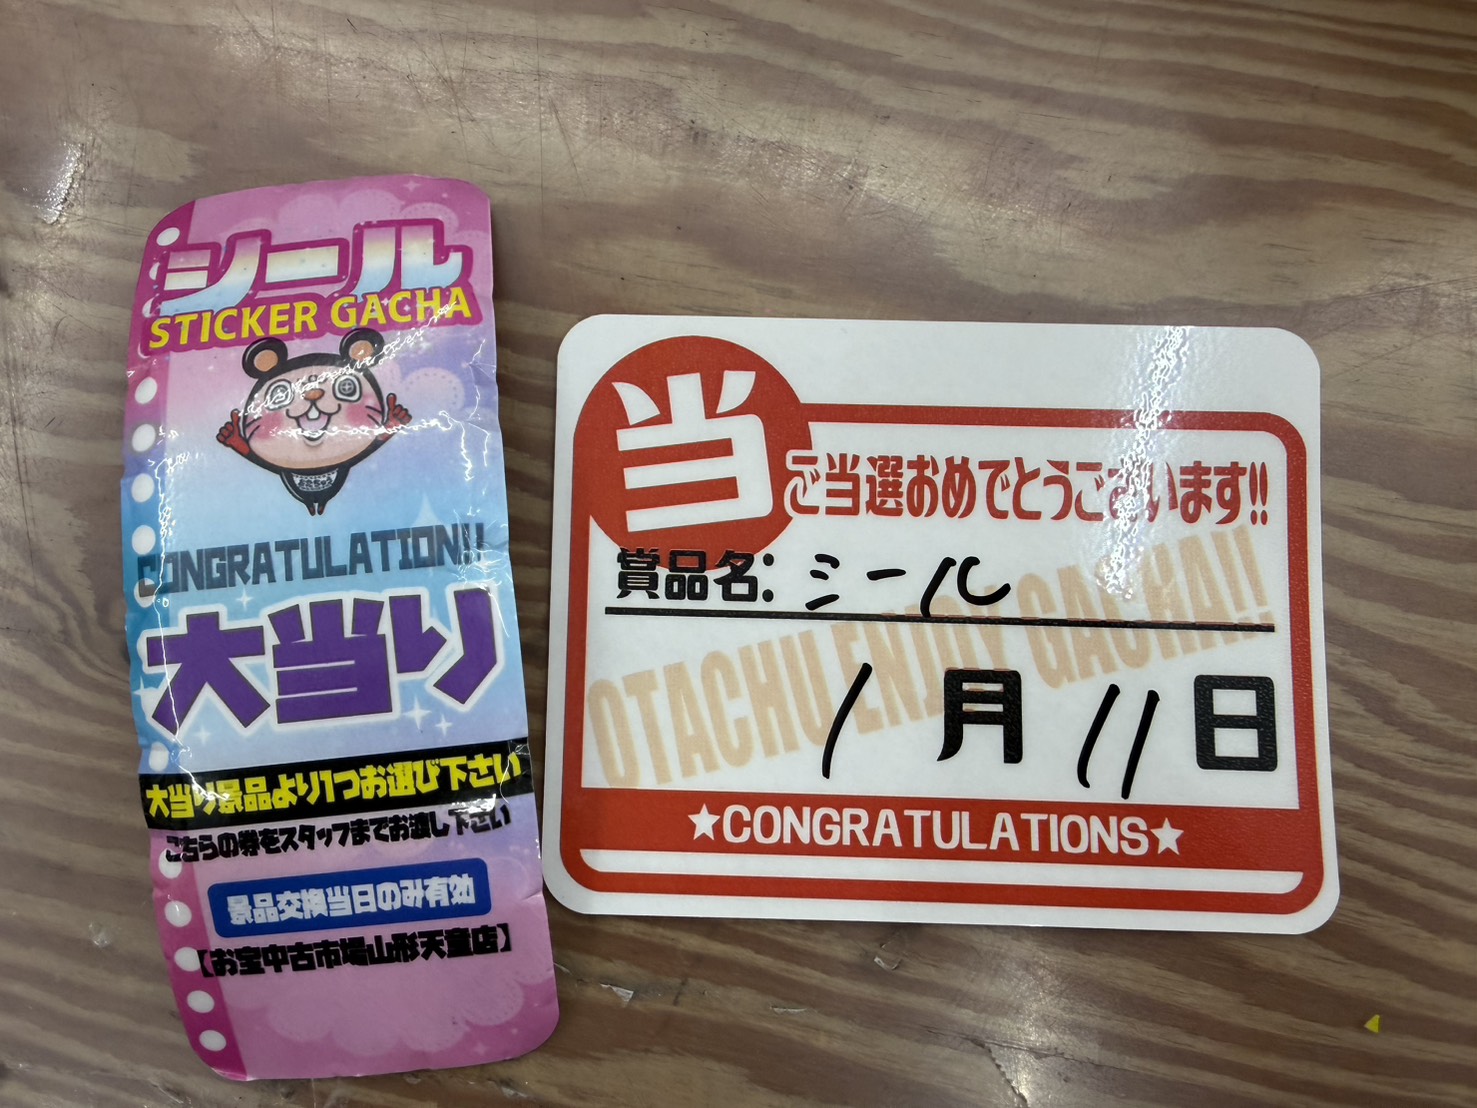 シール
STICKER GACHA
CONGRATULATION!!
大当り
大当り景品より1つお選び下さい
こちらの券をスタッフまでお渡し下さい
景品交換当日のみ有効
【お宝中古市場山形天童店】
当
ご当選おめでとうございます!!
賞品名:シール
OTACHU ENJOY GACHA!!
1月11日
★CONGRATULATIONS★